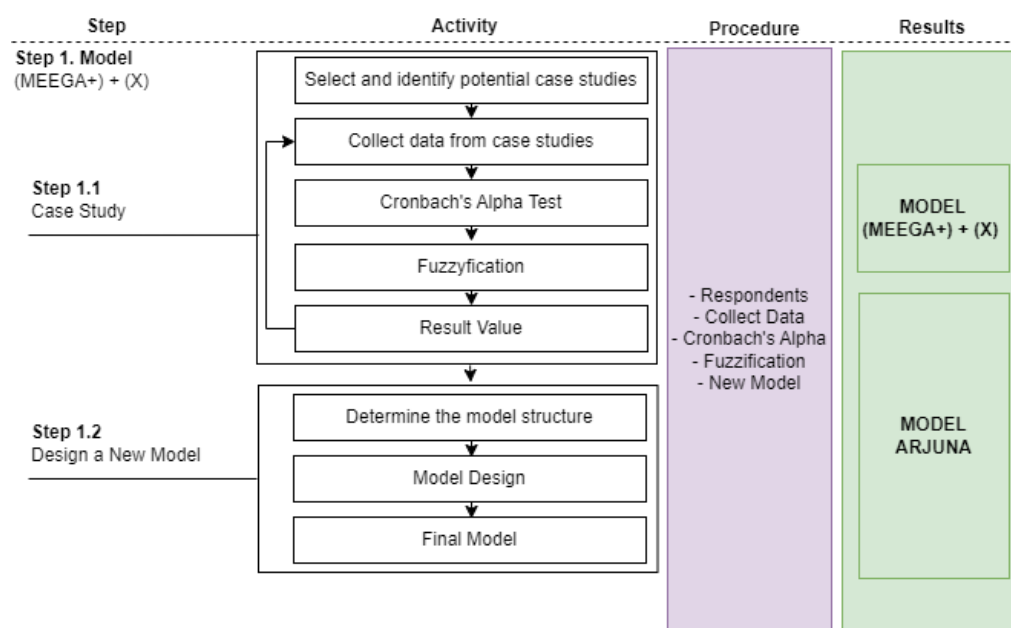 Step
Activity
Procedure
Results
Step 1. Model
(MEEGA+) + (X)
Select and identify potential case studies
Collect data from case studies
Step 1.1
Case Study
Cronbach's Alpha Test
Fuzzyfication
Result Value
Determine the model structure
Step 1.2
Design a New Model
Model Design
Final Model
- Respondents
- Collect Data
- Cronbach's Alpha
- Fuzzification
- New Model
MODEL
(MEEGA+) + (X)
MODEL
ARJUNA